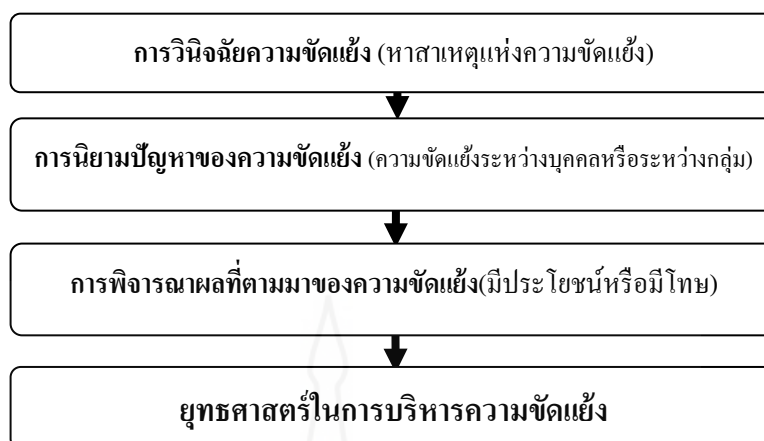 การวินิจฉัยความขัดแย้ง (หาสาเหตุแห่งความขัดแย้ง)
การนิยามปัญหาของความขัดแย้ง (ความขัดแย้งระหว่างบุคคลหรือระหว่างกลุ่ม)
การพิจารณาผลที่ตามมาของความขัดแย้ง(มีประโยชน์หรือมีโทษ)
ยุทธศาสตร์ในการบริหารความขัดแย้ง